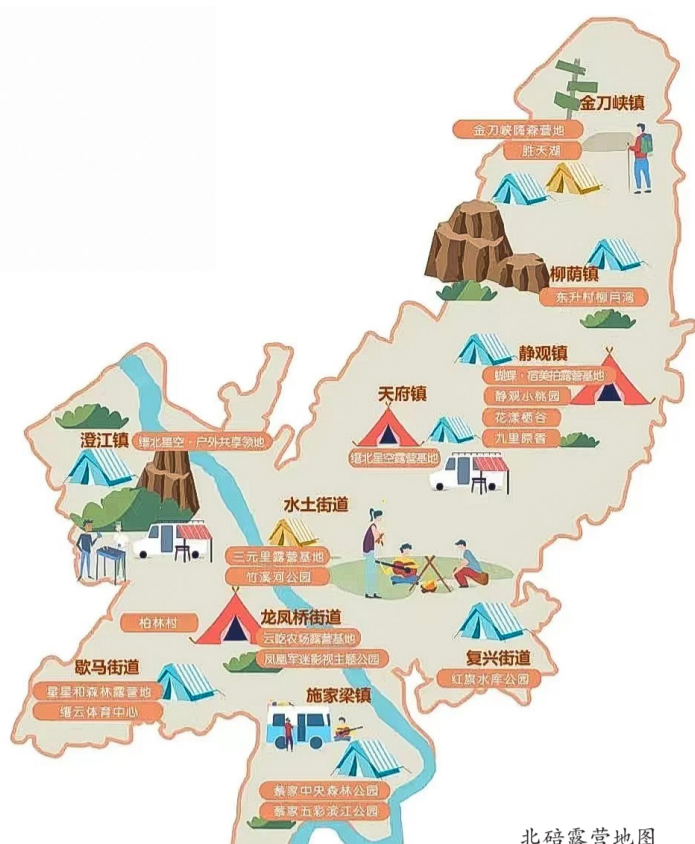 金刀峡镇
金刀峡嗨森营地
胜天湖
柳荫镇
东升村柳月湾
静观镇
蝴蝶·宿美拍露营基地
静观小桃园
花漾栖谷
九里原香
天府镇
缙北星空露营基地
澄江镇
缙北星空·户外共享领地
水土街道
三元里露营基地
竹溪河公园
柏林村
龙凤桥街道
云吃农场露营基地
凤凰军迷影视主题公园
复兴街道
红旗水库公园
歇马街道
星星和森林露营地
缙云体育中心
施家梁镇
蔡家中央森林公园
蔡家五彩滨江公园
北碚露营地图